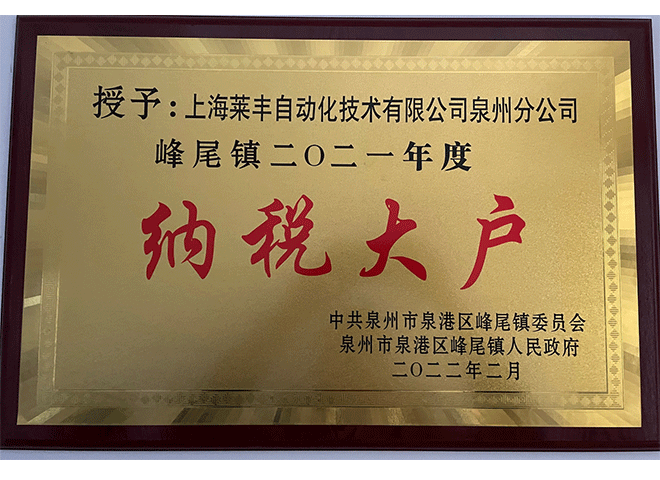 授予：上海莱丰自动化技术有限公司泉州分公司
峰尾镇二〇二一年度
纳税大户
中共泉州市泉港区峰尾镇委员会
泉州市泉港区峰尾镇人民政府
二〇二二年二月